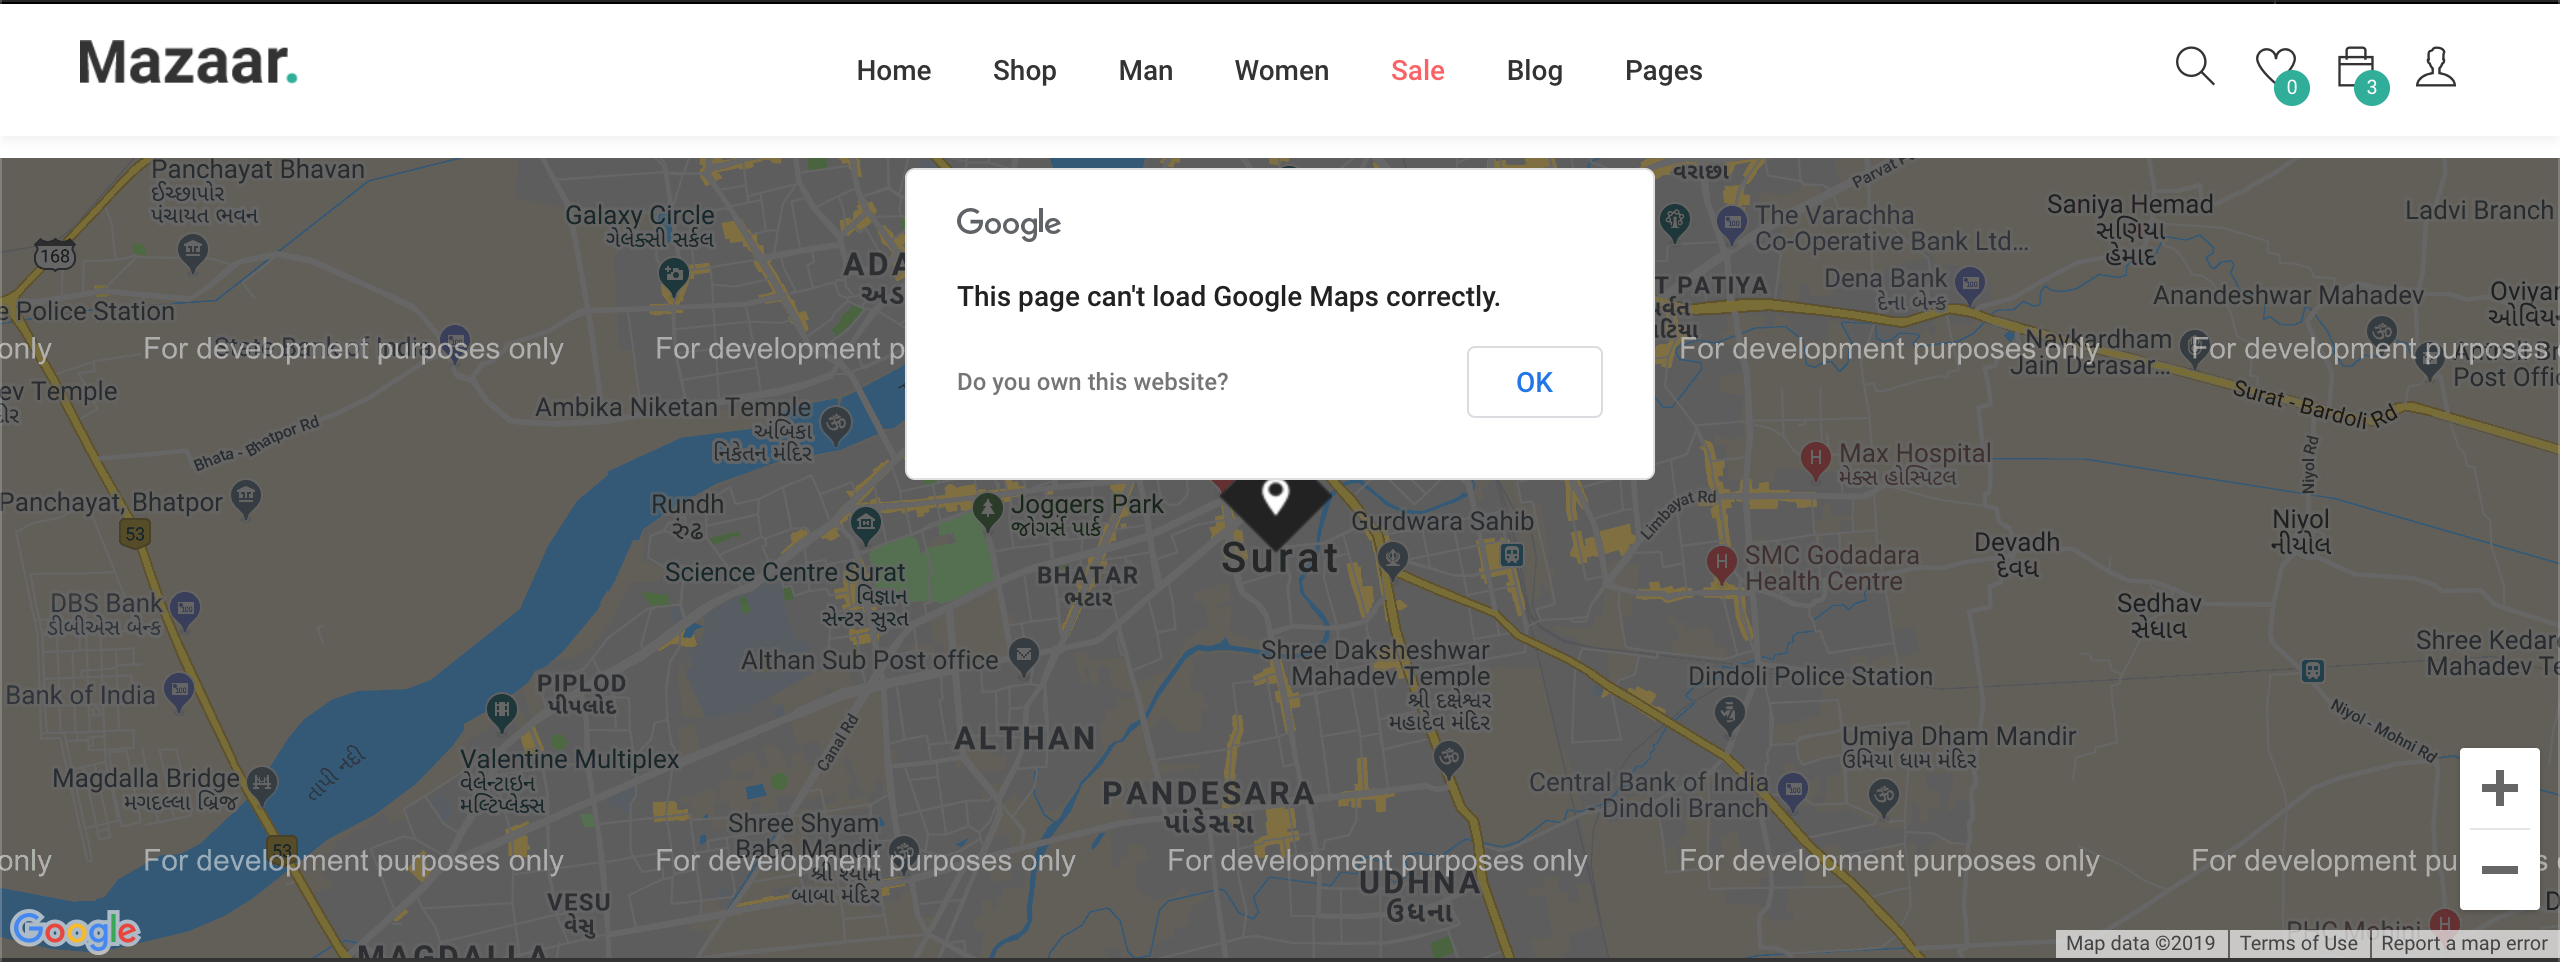 Mazaar.
Home
Shop
Man
Women
Sale
Blog
Pages
0
3
Panchayat Bhavan
ઈચ્છાપોર
પંચાયત ભવન
168
Galaxy Circle
ગેલેક્સી સર્કલ
Google
This page can't load Google Maps correctly.
Do you own this website?
OK
વરાછા
Parvat
The Varachha
Co-Operative Bank Ltd...
Saniya Hemad
સણિયા
હેમાદ
Ladvi Branch
Dena Bank
દેના બેન્ક
Anandeshwar Mahadev
PATIYA
Police Station
only
For development purposes only
For development p
For development purposes only
For development purposes
Navkardham
Jain Derasar...
Surat - Bardoli Rd
Temple
Ambika Niketan Temple
અંબિકા
નિકેતન મંદિર
Bhata - Bhatpor Rd
Niyol Rd
Max Hospital
મેક્સ હોસ્પિટલ
Panchayat, Bhatpor
53
Rundh
રુંઢ
Joggers Park
જોગર્સ પાર્ક
Limbayat Rd
Gurdwara Sahib
Surat
Niyol
નીયોલ
Devadh
દેવધ
SMC Godadara
Health Centre
Science Centre Surat
વિજ્ઞાન
સેન્ટર સુરત
BHATAR
ભટાર
DBS Bank
ડીબીએસ બેન્ક
Sedhav
સેધાવ
Althan Sub Post office
Shree Daksheshwar
Mahadev Temple
શ્રી દક્ષેશ્વર
મહાદેવ મંદિર
Dindoli Police Station
Shree Kedar
Mahadev Te
Bank of India
PIPLOD
પીપલોદ
Niyol - Mohni Rd
Canal Rd
ALTHAN
Umiya Dham Mandir
ઉમિયા ધામ મંદિર
Valentine Multiplex
વેલેન્ટાઇન
મલ્ટિપ્લેક્સ
Magdalla Bridge
મગદલ્લા બ્રિજ
તાપી નદી
Central Bank of India
- Dindoli Branch
PANDESARA
પાંડેસરા
Shree Shyam
Baba Mandir
શ્રી શ્યામ
બાબા મંદિર
53
only
For development purposes only
For development purposes only
For development purposes only
For development purposes only
For development pu
UDHNA
ઉધના
VESU
વેસુ
Google
MAGDALLA
Map data ©2019
Terms of Use
Report a map error